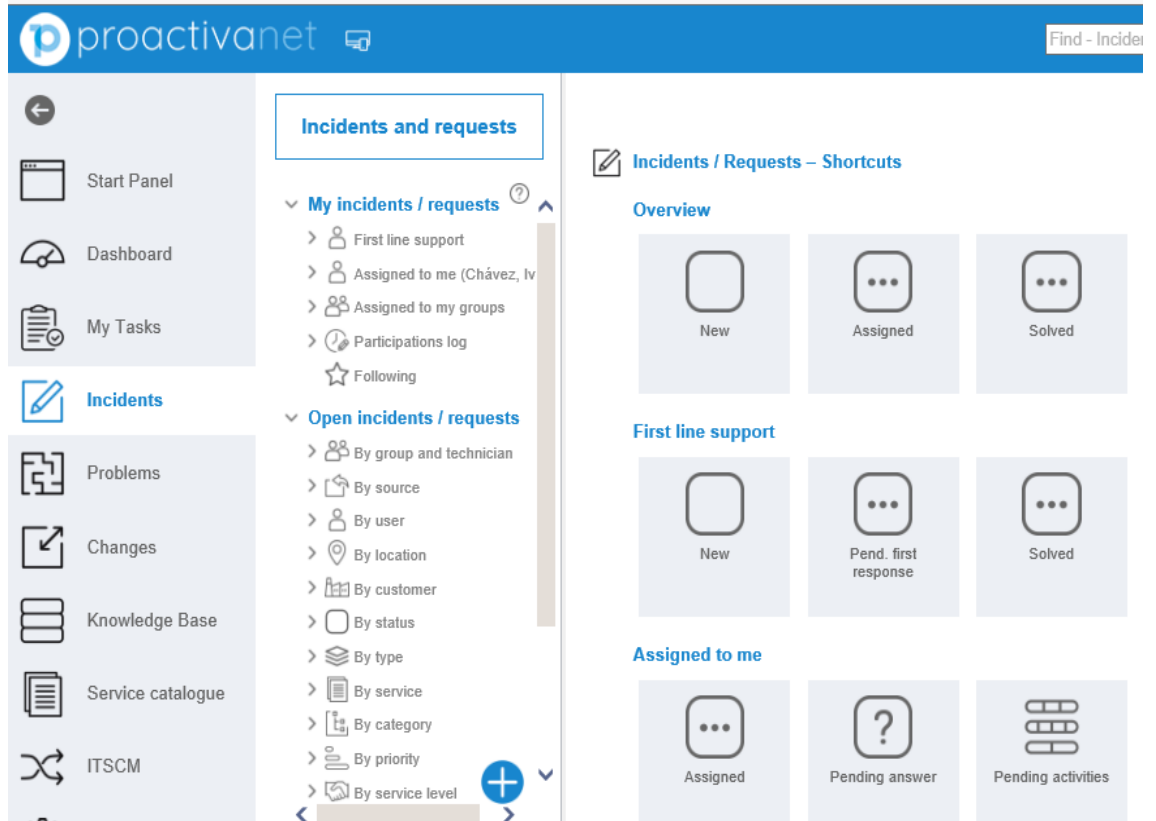 proactivanet
Find - Incider
Start Panel
Dashboard
My Tasks
Incidents
Problems
Changes
Knowledge Base
Service catalogue
ITSCM
Incidents and requests
My incidents / requests
First line support
Assigned to me (Chávez, Iv
Assigned to my groups
Participations log
Following
Open incidents / requests
By group and technician
By source
By user
By location
By customer
By status
By type
By service
By category
By priority
By service level
Incidents / Requests – Shortcuts
Overview
New
Assigned
Solved
First line support
New
Pend. first
response
Solved
Assigned to me
Assigned
Pending answer
Pending activities